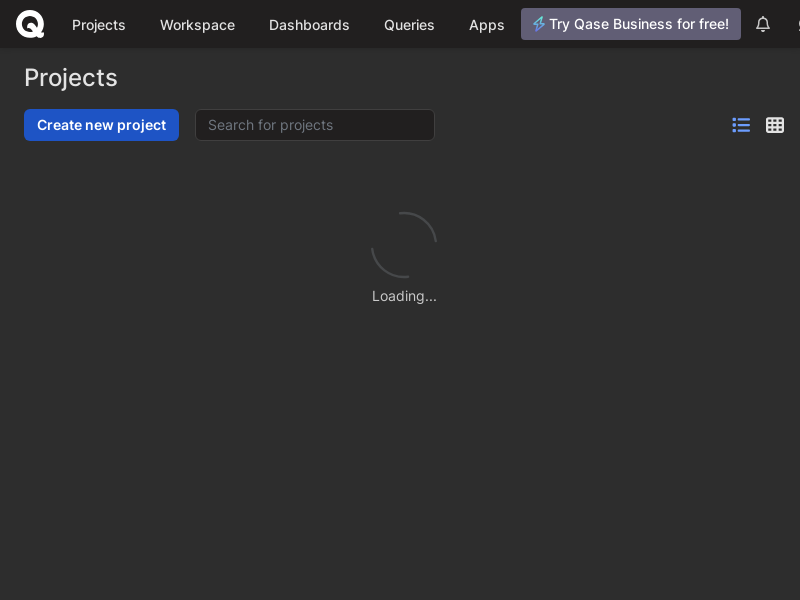 Projects
Workspace
Dashboards
Queries
Apps
Try Qase Business for free!
Projects
Create new project
Search for projects
Loading...